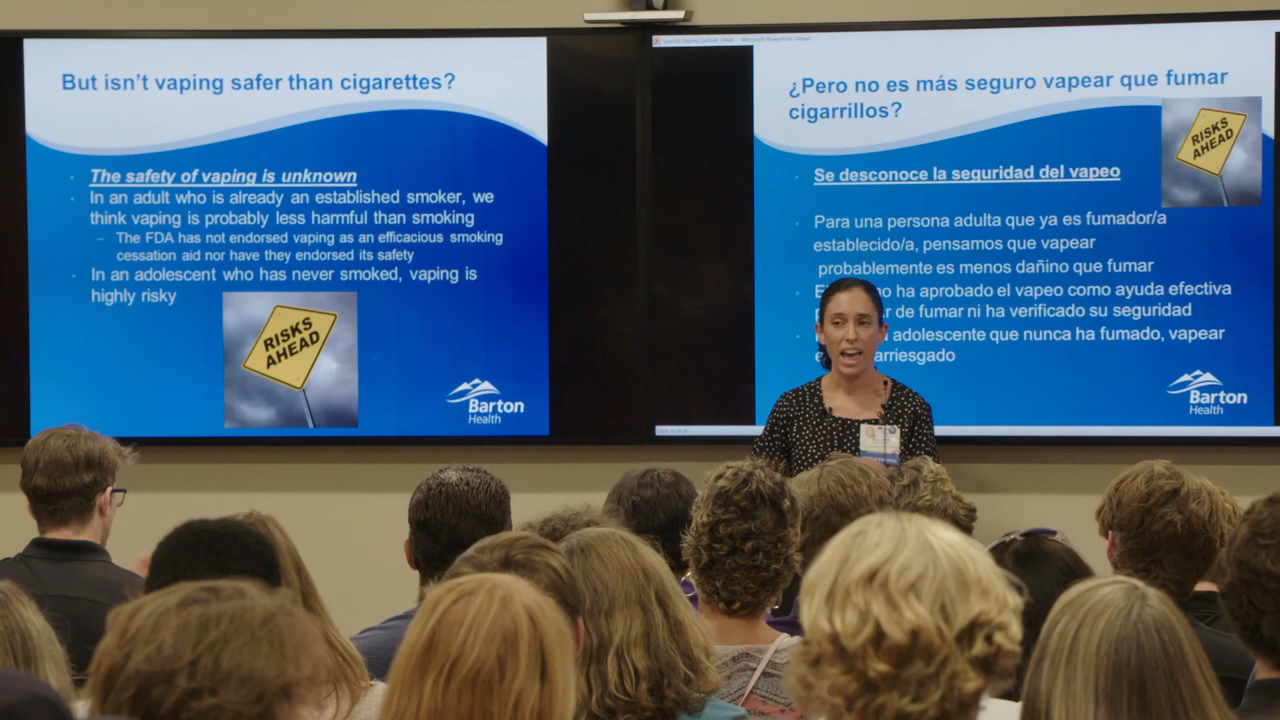 But isn't vaping safer than cigarettes?
The safety of vaping is unknown
In an adult who is already an established smoker, we
think vaping is probably less harmful than smoking
– The FDA has not endorsed vaping as an efficacious smoking
cessation aid nor have they endorsed its safety
In an adolescent who has never smoked, vaping is
highly risky
RISKS
AHEAD
Barton
Health
Microsoft PowerPoint Viewer
¿Pero no es más seguro vapear que fumar
cigarrillos?
RISKS
AHEAD
Se desconoce la seguridad del vapeo
Para una persona adulta que ya es fumador/a
establecido/a, pensamos que vapear
probablemente es menos dañino que fumar
no ha aprobado el vapeo como ayuda efectiva
de fumar ni ha verificado su seguridad
adolescente que nunca ha fumado, vapear
arriesgado
Barton
Health